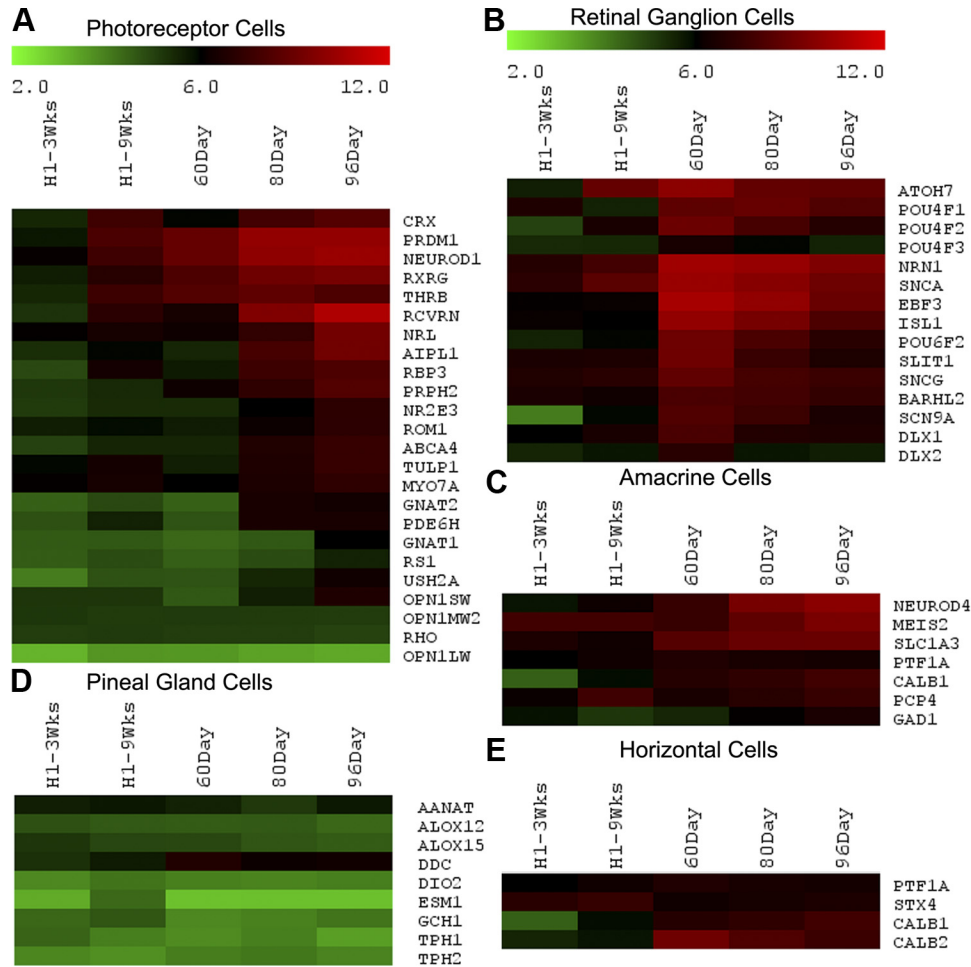 A
Photoreceptor Cells
2.0 6.0 12.0
H1-3Wks H1-9Wks 60Day 80Day 96Day
CRX
PRDM1
NEUROD1
RXRG
THRB
RCVRN
NRL
AIPL1
RBP3
PRPH2
NR2E3
ROM1
ABCA4
TULP1
MYO7A
GNAT2
PDE6H
GNAT1
RS1
USH2A
OPN1SW
OPN1MW2
RHO
OPN1LW
B
Retinal Ganglion Cells
2.0 6.0 12.0
H1-3Wks H1-9Wks 60Day 80Day 96Day
ATOH7
POU4F1
POU4F2
POU4F3
NRN1
SNCA
EBF3
ISL1
POU6F2
SLIT1
SNCG
BARHL2
SCN9A
DLX1
DLX2
C
Amacrine Cells
H1-3Wks H1-9Wks 60Day 80Day 96Day
NEUROD4
MEIS2
SLC1A3
PTF1A
CALB1
PCP4
GAD1
D
Pineal Gland Cells
H1-3Wks H1-9Wks 60Day 80Day 96Day
AANAT
ALOX12
ALOX15
DDC
DIO2
ESM1
GCH1
TPH1
TPH2
E
Horizontal Cells
H1-3Wks H1-9Wks 60Day 80Day 96Day
PTF1A
STX4
CALB1
CALB2